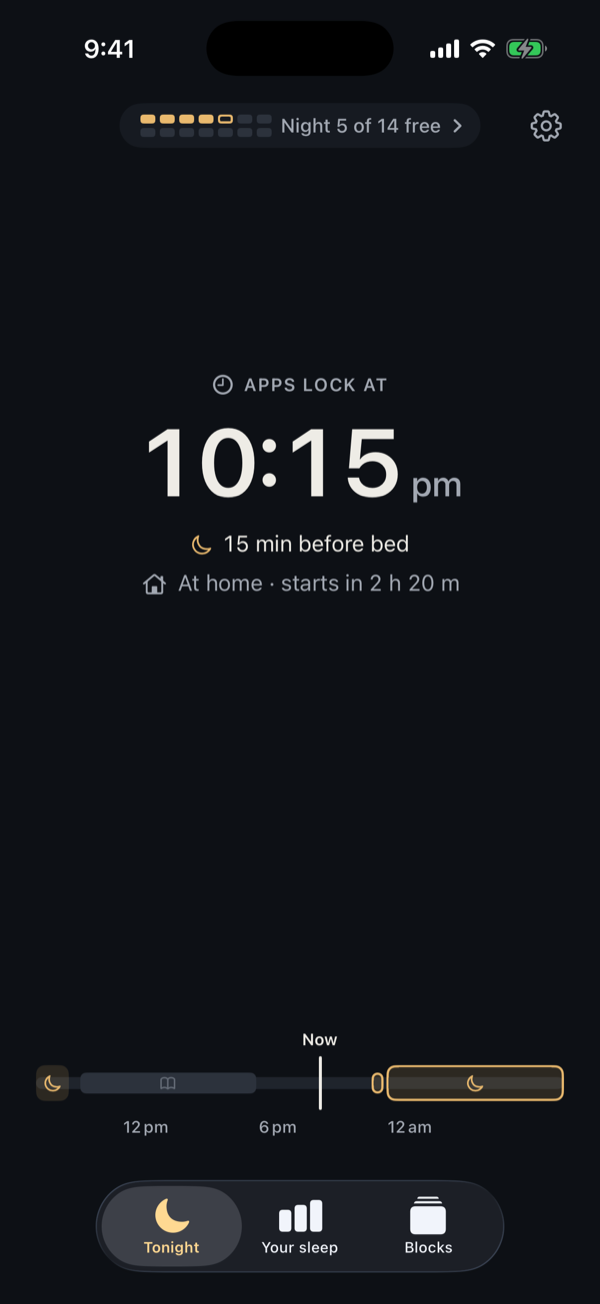 9:41
Night 5 of 14 free
APPS LOCK AT
10:15 pm
15 min before bed
At home · starts in 2 h 20 m
Now
12 pm
6 pm
12 am
Tonight
Your sleep
Blocks